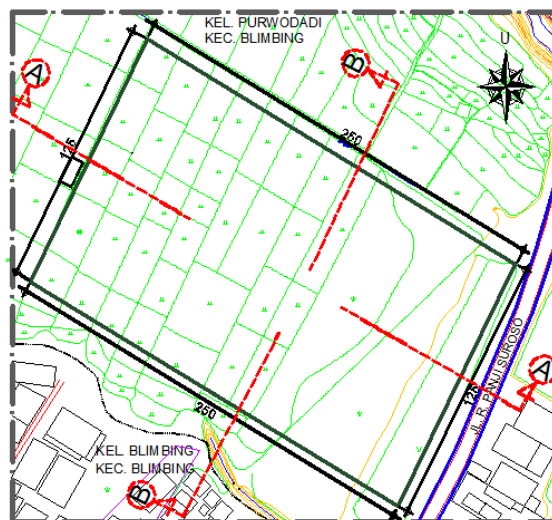 KEL. PURWODADI
KEC. BLIMBING
U
A
B
250
125
JL. R. PANJI SUROSO
A
125
250
KEL. BLIMBING
KEC. BLIMBING
B